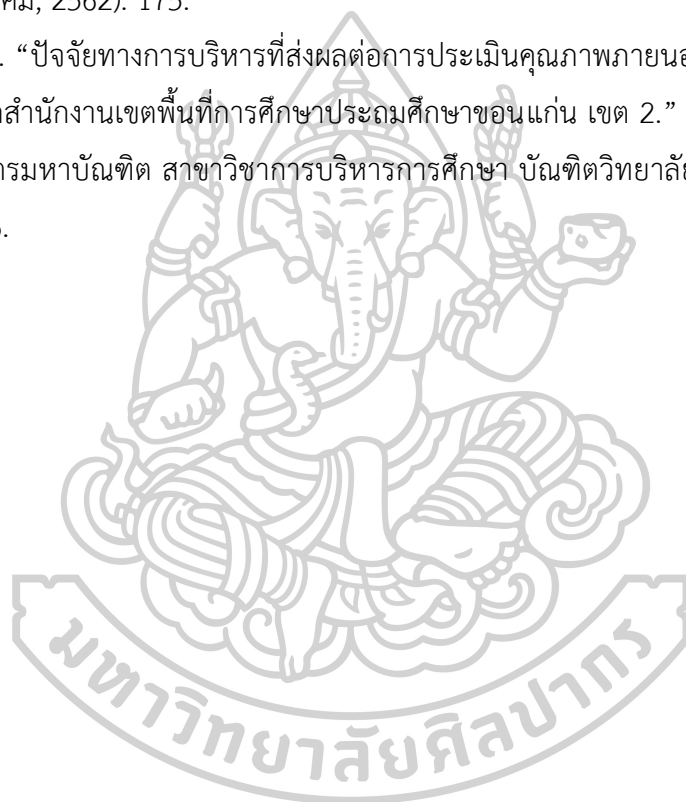 2562). 175.
. “ปัจจัยทางการบริหารที่ส่งผลต่อการประเมินคุณภาพภายนอ
สำนักงานเขตพื้นที่การศึกษาประถมศึกษาขอนแก่น เขต 2.”
รมหาบัณฑิต สาขาวิชาการบริหารการศึกษา บัณฑิตวิทยาลัย
มหาวิทยาลัยศิลปากร